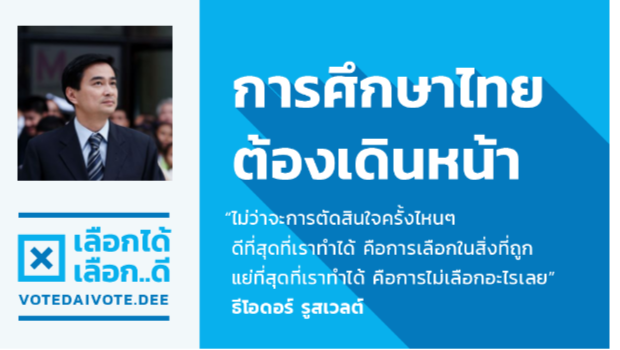 การศึกษาไทย
ต้องเดินหน้า
“ไม่ว่าจะการตัดสินใจครั้งไหนๆ
ดีที่สุดที่เราทำได้ คือการเลือกในสิ่งที่ถูก
แย่ที่สุดที่เราทำได้ คือการไม่เลือกอะไรเลย”
ธีโอดอร์ รูสเวลต์
เลือกได้
เลือก..ดี
VOTEDAIVOTE.DEE